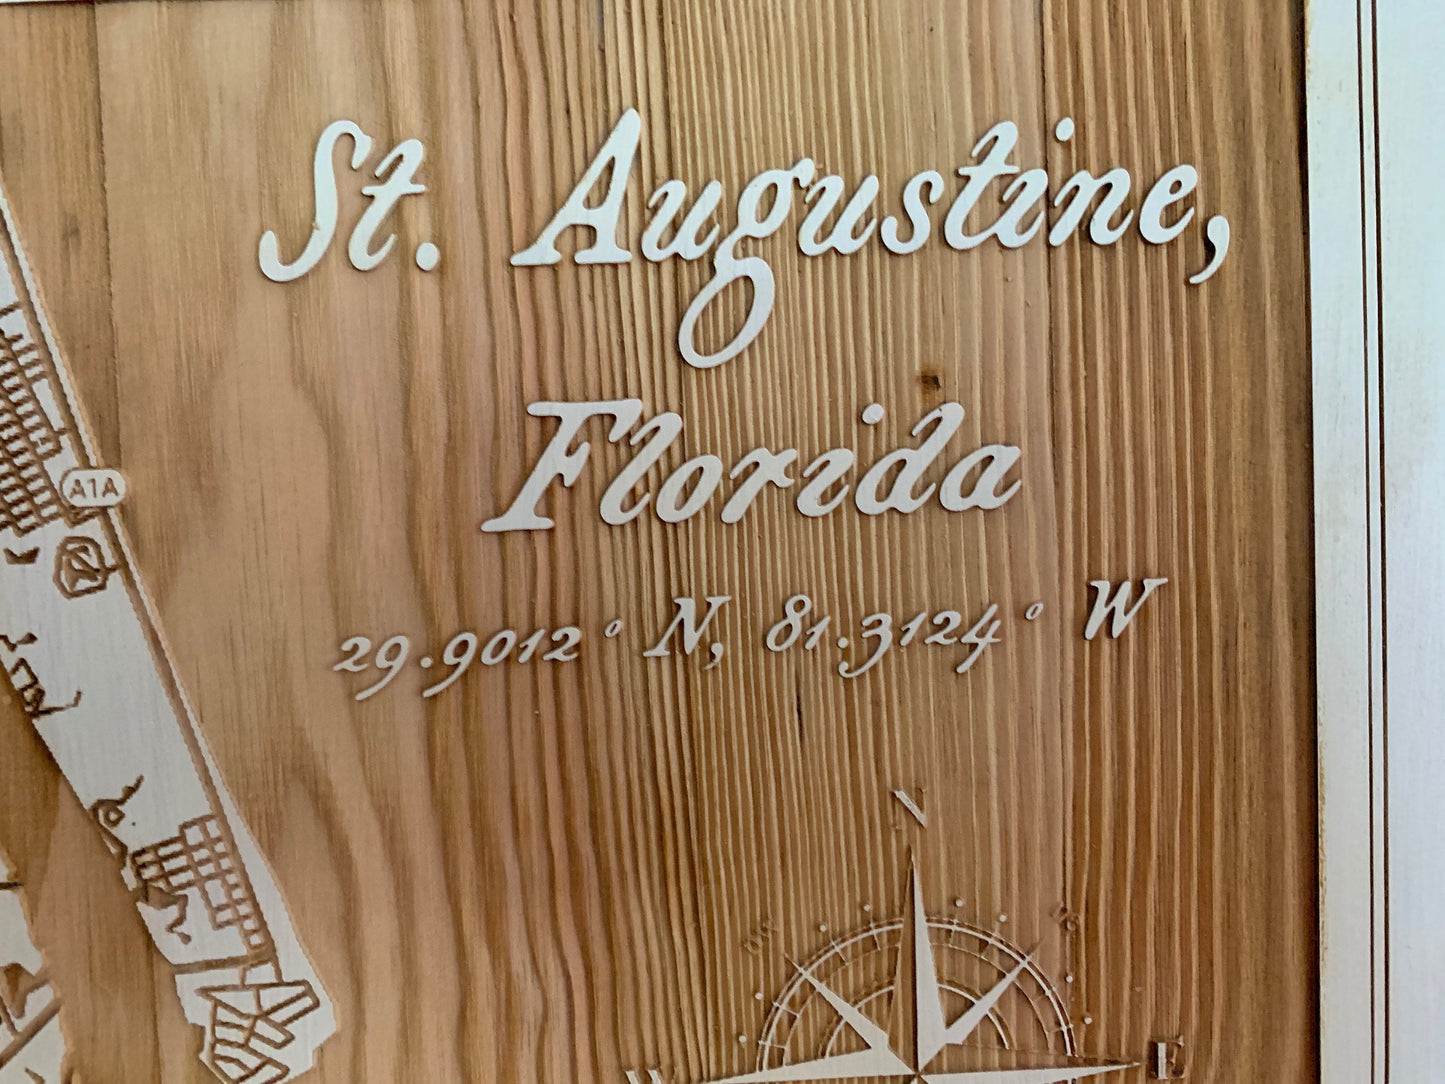 St. Augustine,
Florida
A1A
29.9012° N, 81.3124° W
N
E